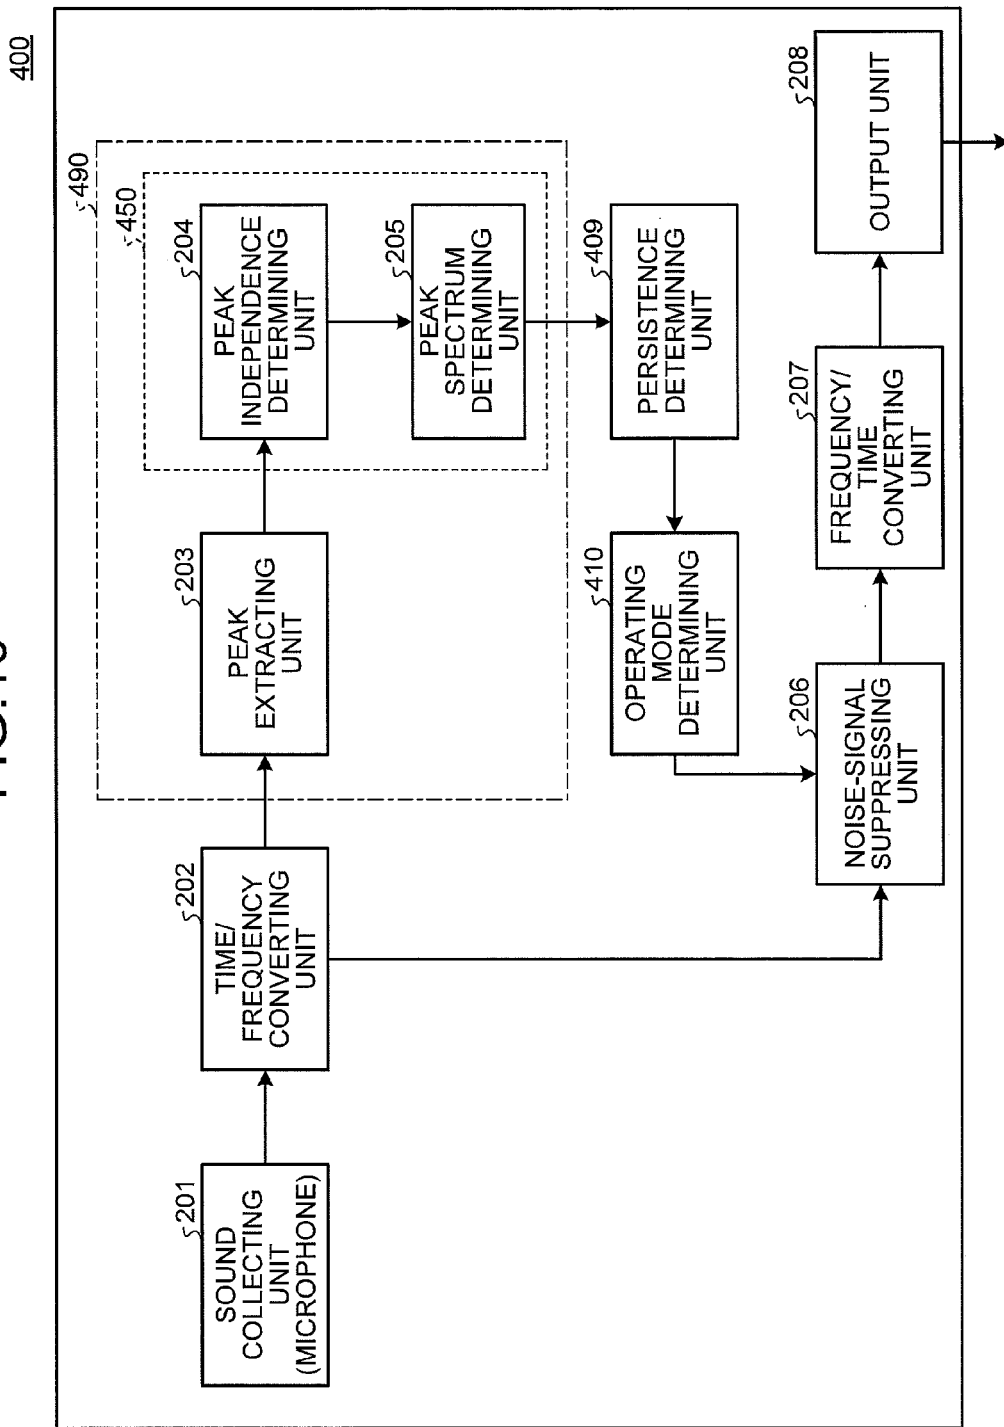 400
490
450
201
SOUND
COLLECTING
UNIT
(MICROPHONE)
202
TIME/
FREQUENCY
CONVERTING
UNIT
203
PEAK
EXTRACTING
UNIT
204
PEAK
INDEPENDENCE
DETERMINING
UNIT
205
PEAK
SPECTRUM
DETERMINING
UNIT
409
PERSISTENCE
DETERMINING
UNIT
410
OPERATING
MODE
DETERMINING
UNIT
206
NOISE-SIGNAL
SUPPRESSING
UNIT
207
FREQUENCY/
TIME
CONVERTING
UNIT
208
OUTPUT UNIT